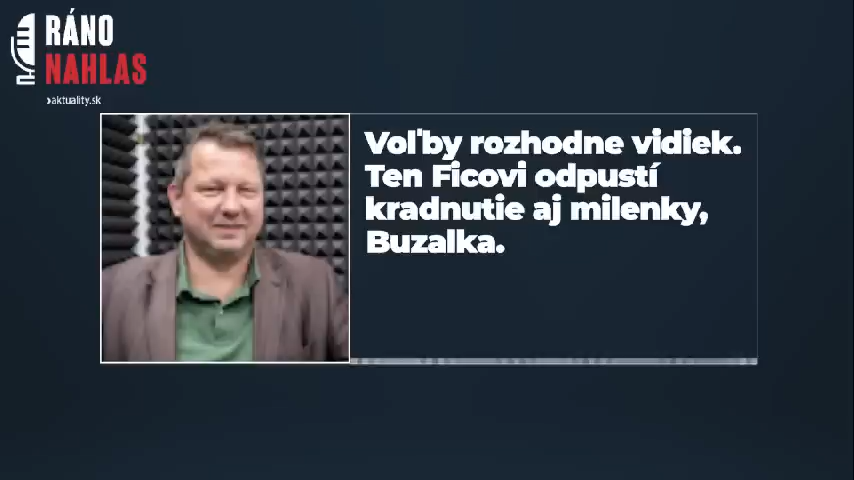 RÁNO
NAHLAS
aktuality.sk
Voľby rozhodne vidiek.
Ten Ficovi odpustí
kradnutie aj milenky,
Buzalka.